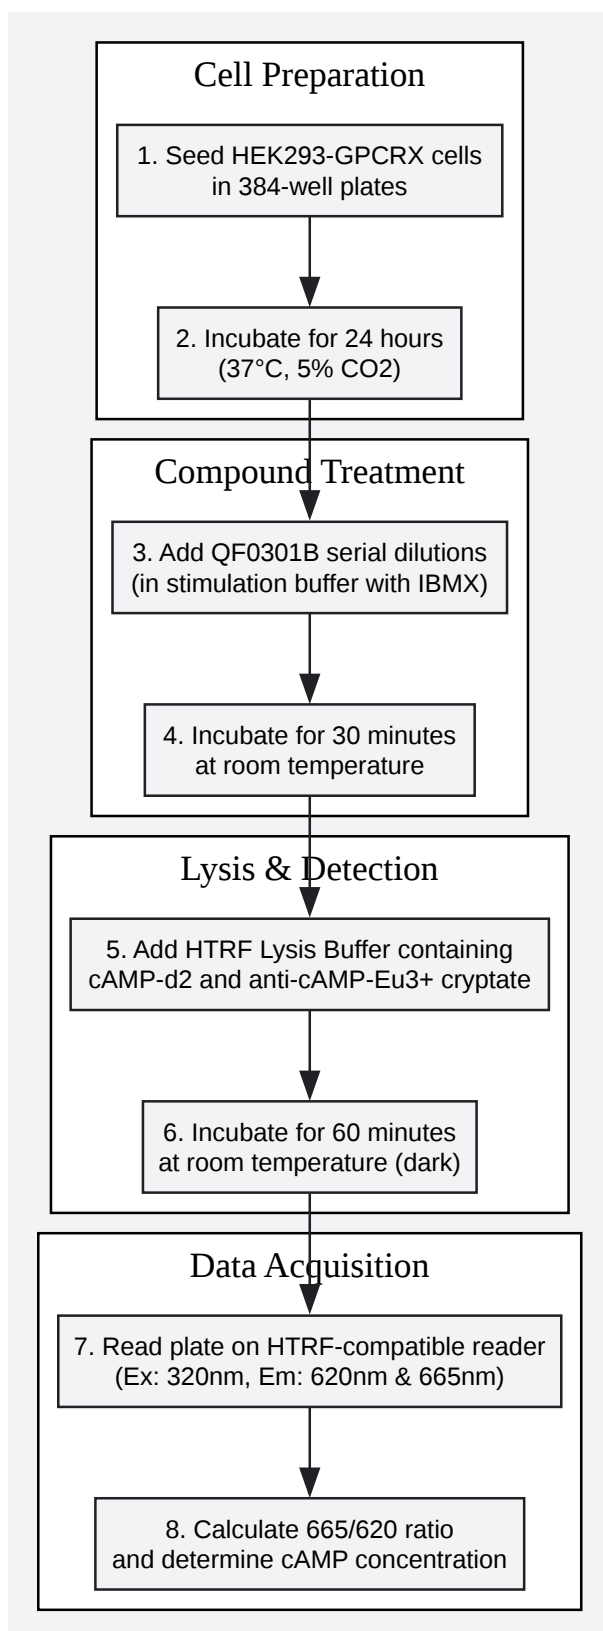 Cell Preparation
1. Seed HEK293-GPCRX cells
in 384-well plates
2. Incubate for 24 hours
(37°C, 5% CO2)
Compound Treatment
3. Add QF0301B serial dilutions
(in stimulation buffer with IBMX)
4. Incubate for 30 minutes
at room temperature
Lysis & Detection
5. Add HTRF Lysis Buffer containing
cAMP-d2 and anti-cAMP-Eu3+ cryptate
6. Incubate for 60 minutes
at room temperature (dark)
Data Acquisition
7. Read plate on HTRF-compatible reader
(Ex: 320nm, Em: 620nm & 665nm)
8. Calculate 665/620 ratio
and determine cAMP concentration